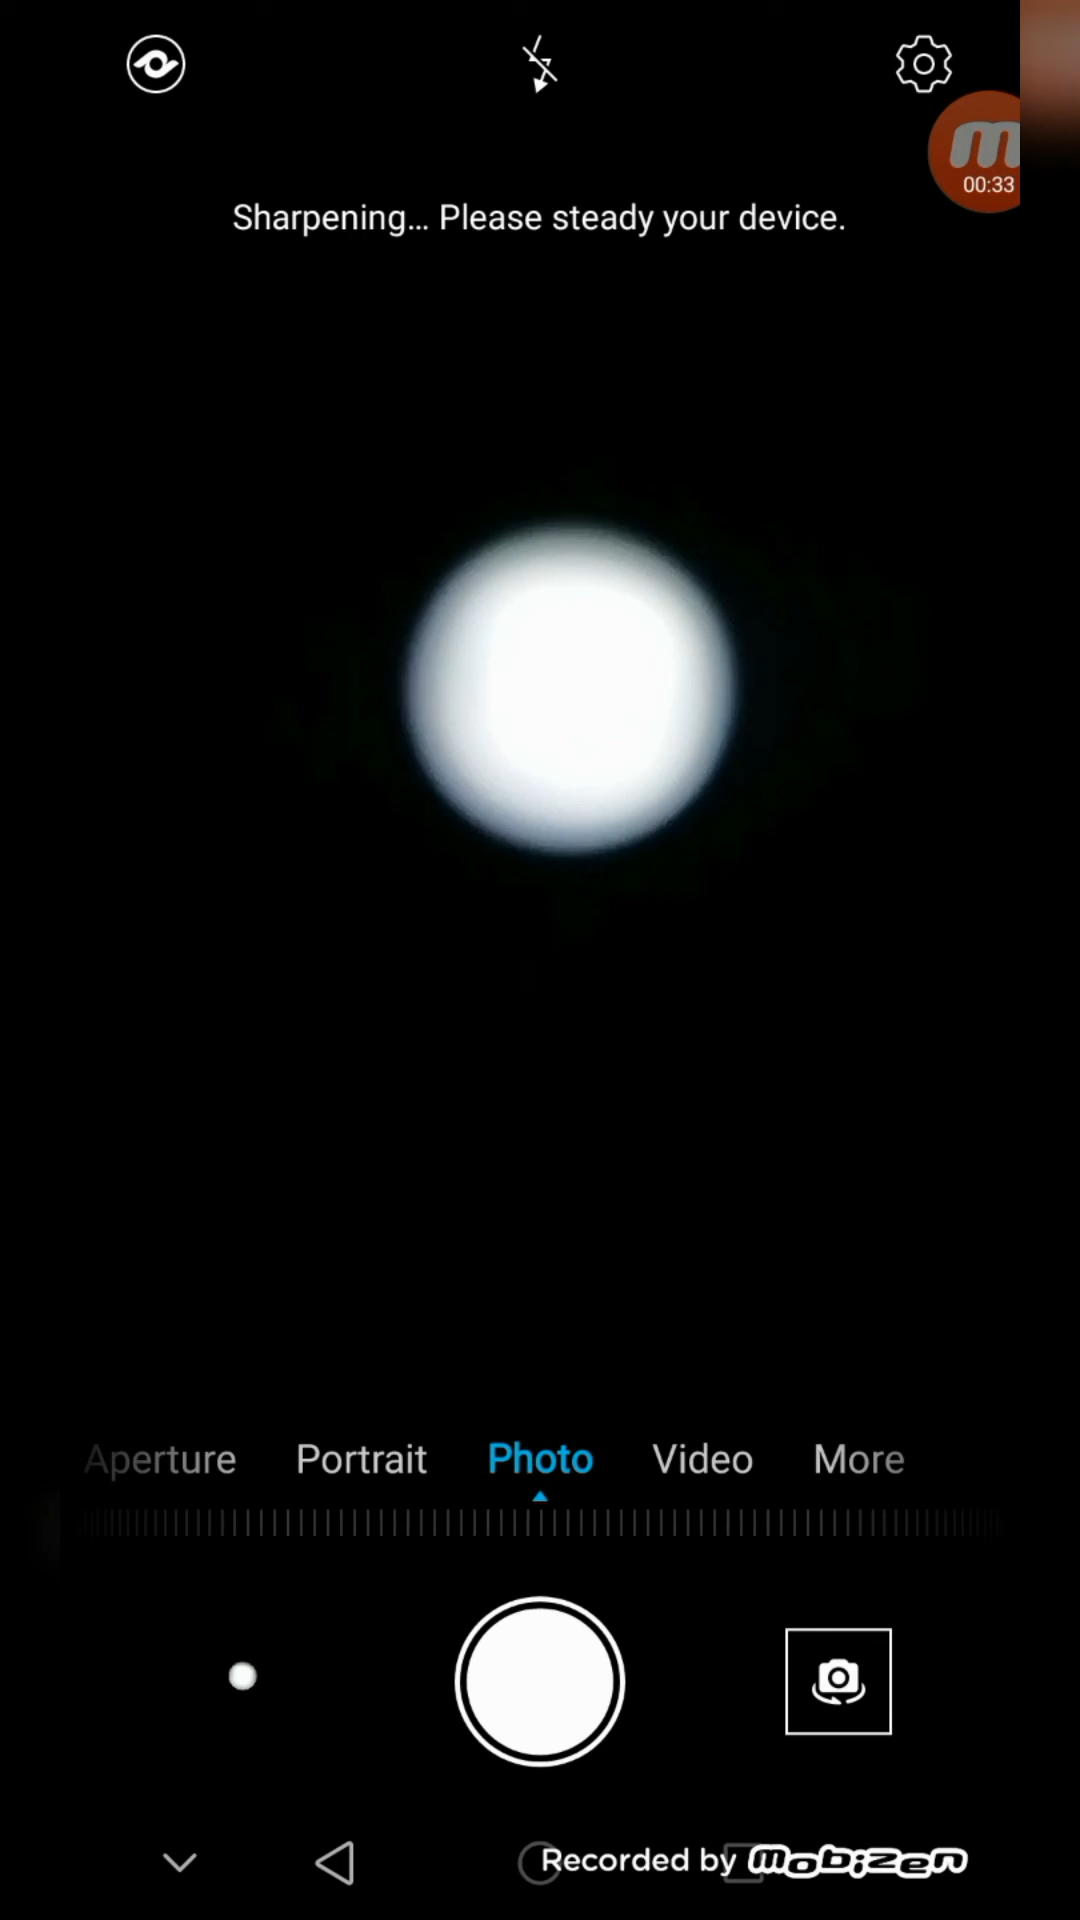 m
00:33
Sharpening... Please steady your device.
Aperture Portrait Photo Video More
Recorded by mobizen